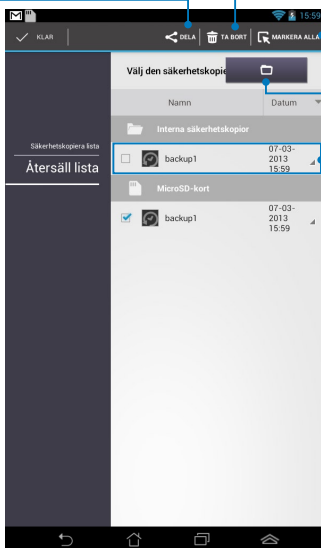 15:59
KLAR
DELA
TA BORT
MARKERA ALLA
Välj den säkerhetskopie
Namn
Datum
Säkerhetskopiera lista
Återsäll lista
Interna säkerhetskopior
backup1
07-03-
2013
15:59
MicroSD-kort
backup1
07-03-
2013
15:59